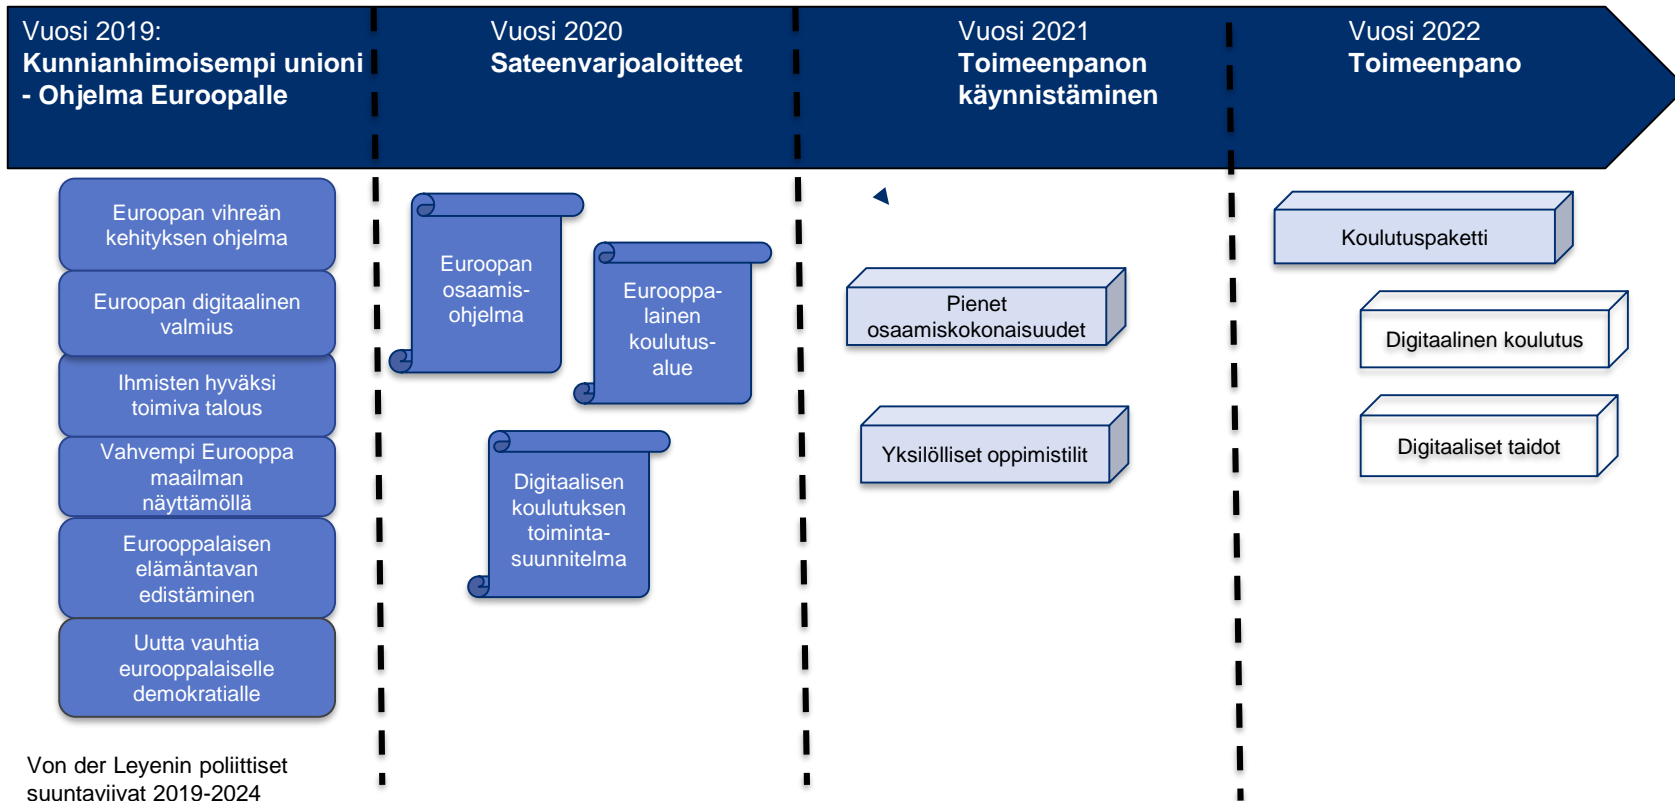 Vuosi 2019:
Kunnianhimoisempi unioni
- Ohjelma Euroopalle
Vuosi 2020
Sateenvarjoaloitteet
Vuosi 2021
Toimeenpanon
käynnistäminen
Vuosi 2022
Toimeenpano
Euroopan vihreän
kehityksen ohjelma
Euroopan digitaalinen
valmius
Ihmisten hyväksi
toimiva talous
Vahvempi Eurooppa
maailman
näyttämöllä
Eurooppalaisen
elämäntavan
edistäminen
Uutta vauhtia
eurooppalaiselle
demokratialle
Von der Leyenin poliittiset
suuntaviivat 2019-2024
Euroopan
osaamis-
ohjelma
Eurooppa-
lainen
koulutus-
alue
Digitaalisen
koulutuksen
toiminta-
suunnitelma
Pienet
osaamiskokonaisuudet
Yksilölliset oppimistilit
Koulutuspaketti
Digitaalinen koulutus
Digitaaliset taidot